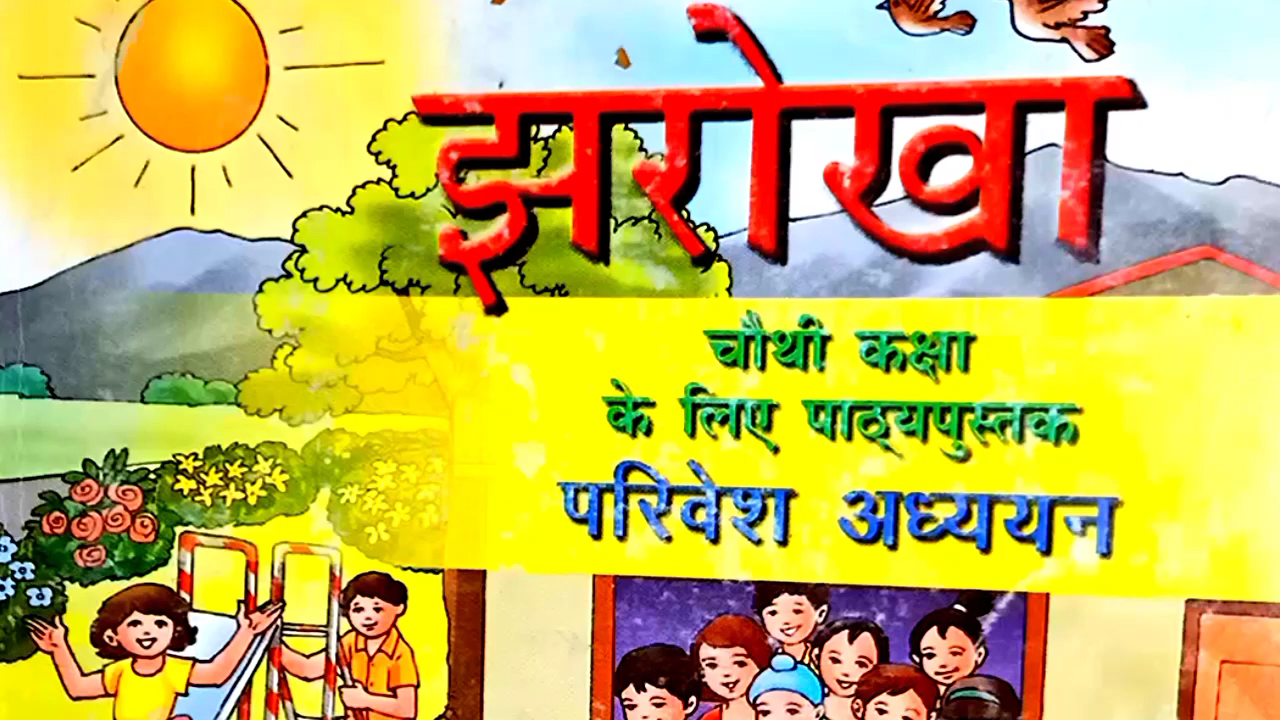 झरोखा
चौथी कक्षा
के लिए पाठ्यपुस्तक
परिवेश अध्ययन